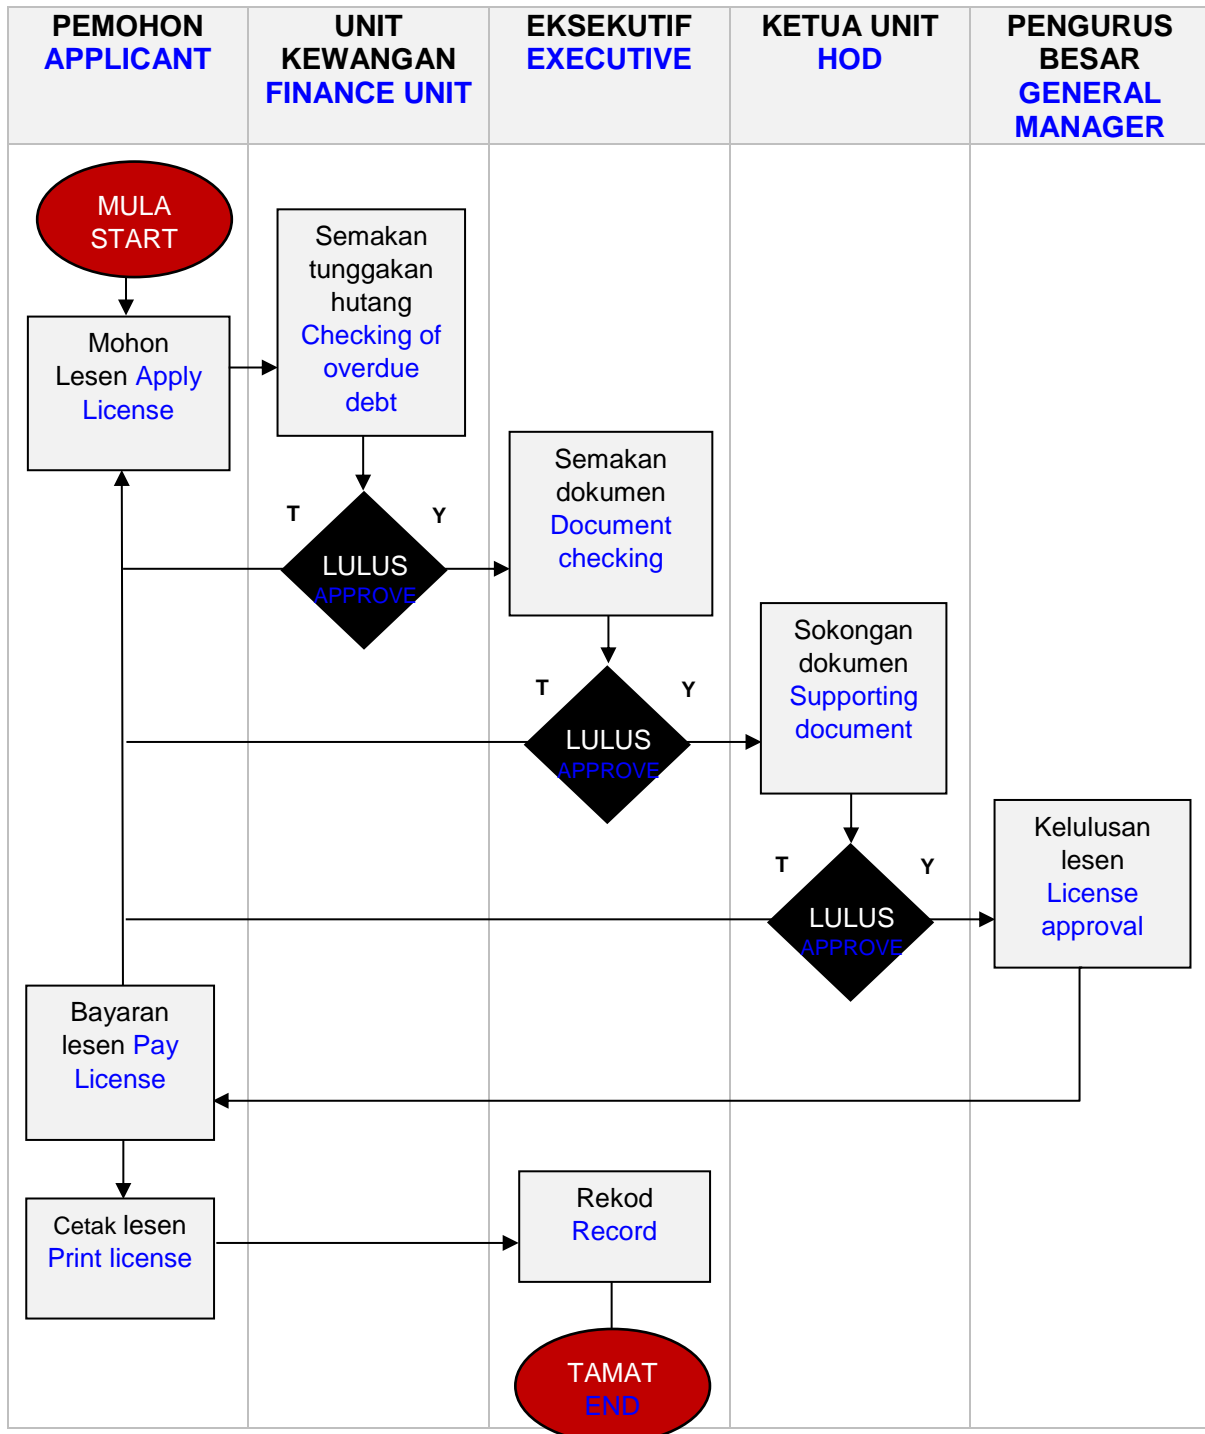 PEMOHON
APPLICANT
UNIT
KEWANGAN
FINANCE UNIT
EKSEKUTIF
EXECUTIVE
KETUA UNIT
HOD
PENGURUS
BESAR
GENERAL
MANAGER
MULA
START
Mohon
Lesen Apply
License
Semakan
tunggakan
hutang
Checking of
overdue
debt
T
Y
LULUS
APPROVE
Semakan
dokumen
Document
checking
T
Y
LULUS
APPROVE
Sokongan
dokumen
Supporting
document
T
Y
LULUS
APPROVE
Kelulusan
lesen
License
approval
Bayaran
lesen Pay
License
Cetak lesen
Print license
Rekod
Record
TAMAT
END